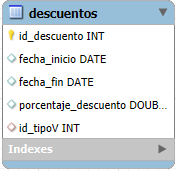 descuentos
id_descuento INT
fecha_inicio DATE
fecha_fin DATE
porcentaje_descuento DOUB...
id_tipoV INT
Indexes